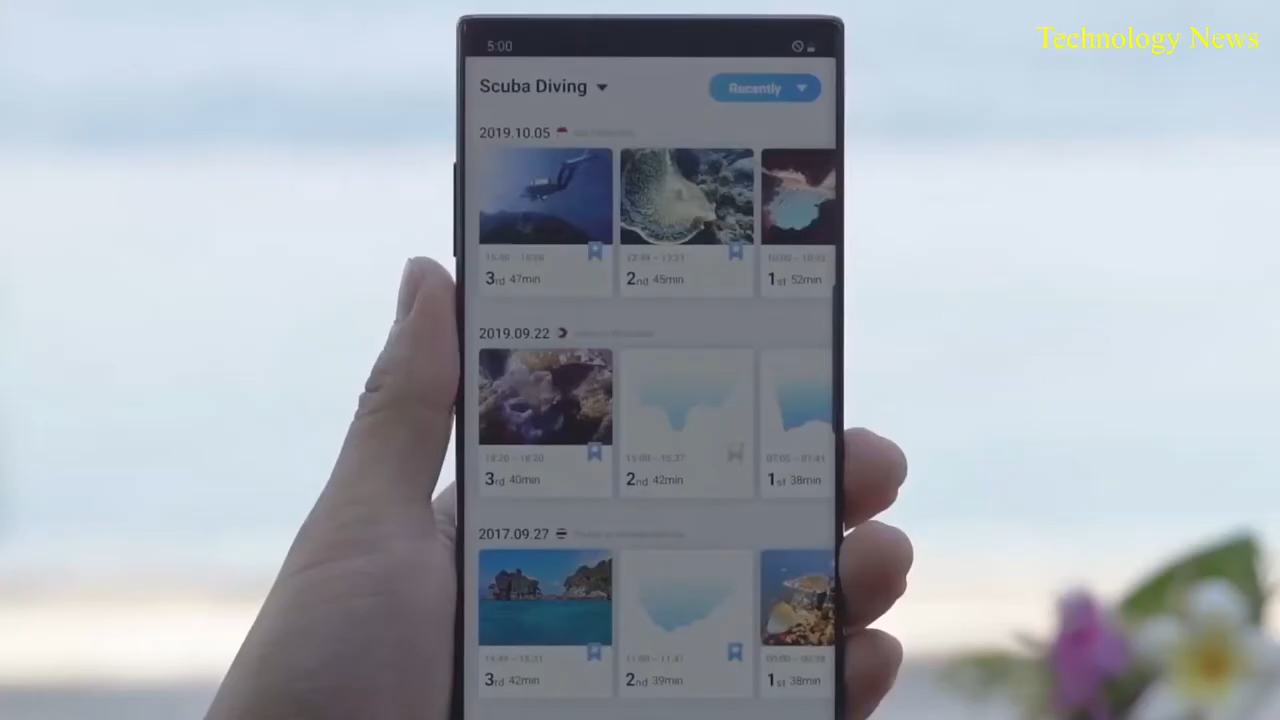 Technology News
5:00
Scuba Diving
Recently
2019.10.05
3rd 47min
2nd 45min
1st 52min
2019.09.22
3rd 40min
2nd 42min
1st 38min
2017.09.27
3rd 42min
2nd 39min
1st 38min